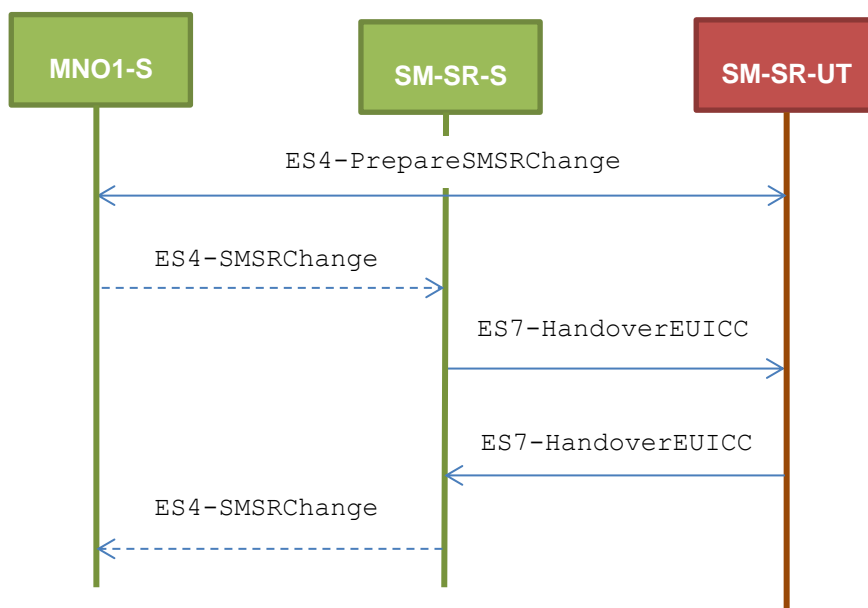 MNO1-S
SM-SR-S
SM-SR-UT
ES4-PrepareSMSRChange
ES4-SMSRChange
ES7-HandoverEUICC
ES7-HandoverEUICC
ES4-SMSRChange